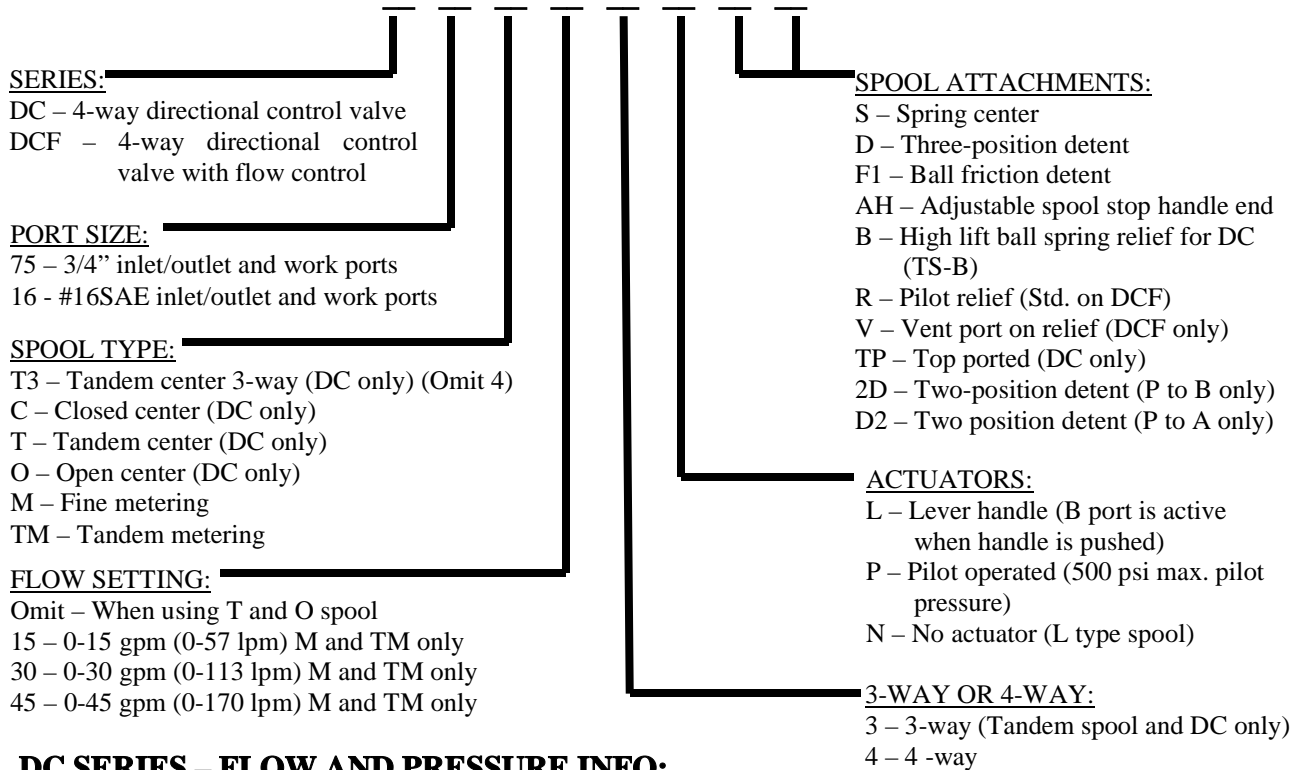 SERIES:
DC – 4-way directional control valve
DCF – 4-way directional control
valve with flow control
PORT SIZE:
75 – 3/4” inlet/outlet and work ports
16 - #16SAE inlet/outlet and work ports
SPOOL TYPE:
T3 – Tandem center 3-way (DC only) (Omit 4)
C – Closed center (DC only)
T – Tandem center (DC only)
O – Open center (DC only)
M – Fine metering
TM – Tandem metering
FLOW SETTING:
Omit – When using T and O spool
15 – 0-15 gpm (0-57 lpm) M and TM only
30 – 0-30 gpm (0-113 lpm) M and TM only
45 – 0-45 gpm (0-170 lpm) M and TM only
SPOOL ATTACHMENTS:
S – Spring center
D – Three-position detent
F1 – Ball friction detent
AH – Adjustable spool stop handle end
B – High lift ball spring relief for DC
(TS-B)
R – Pilot relief (Std. on DCF)
V – Vent port on relief (DCF only)
TP – Top ported (DC only)
2D – Two-position detent (P to B only)
D2 – Two position detent (P to A only)
ACTUATORS:
L – Lever handle (B port is active
when handle is pushed)
P – Pilot operated (500 psi max. pilot
pressure)
N – No actuator (L type spool)
3-WAY OR 4-WAY:
3 – 3-way (Tandem spool and DC only)
4 – 4 -way
DC SERIES – FLOW AND PRESSURE INFO: